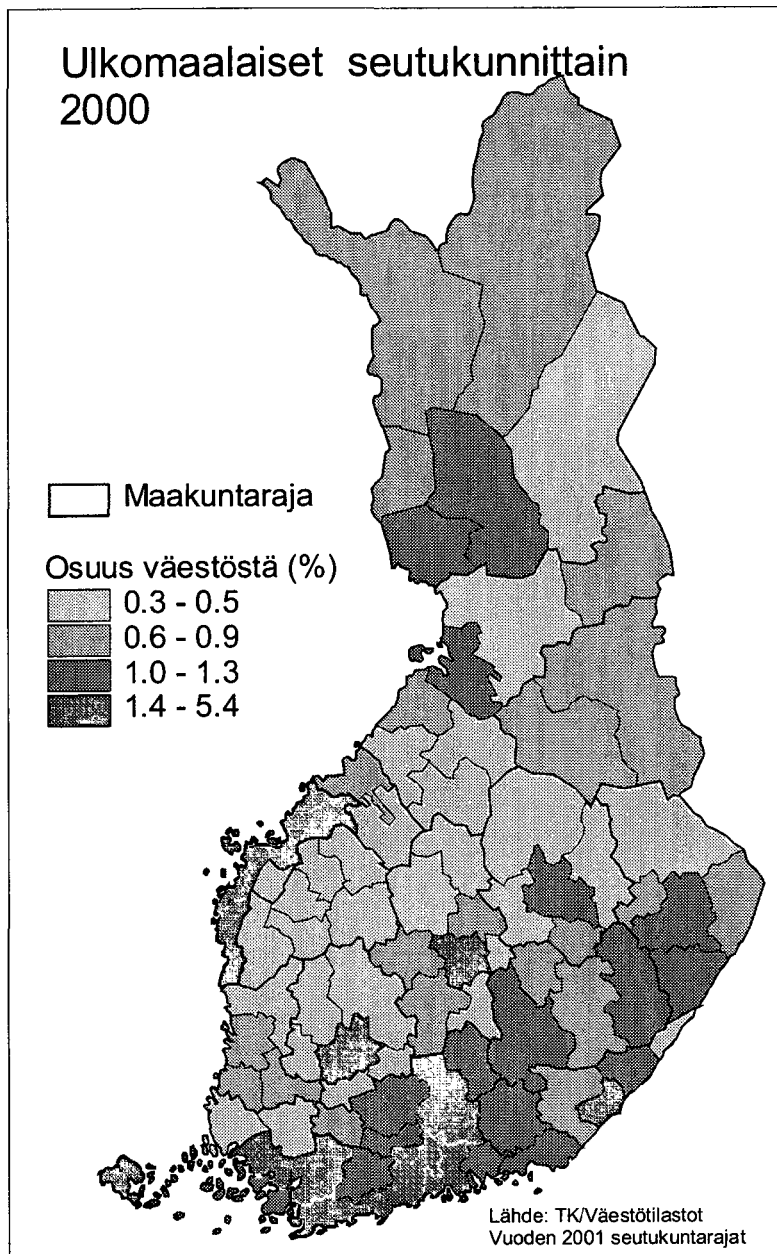 Ulkomaalaiset seutukunnittain
2000
Maakuntaraja
Osuus väestöstä (%)
0.3 - 0.5
0.6 - 0.9
1.0 - 1.3
1.4 - 5.4
Lähde: TK/Väestötilastot
Vuoden 2001 seutukuntarajat